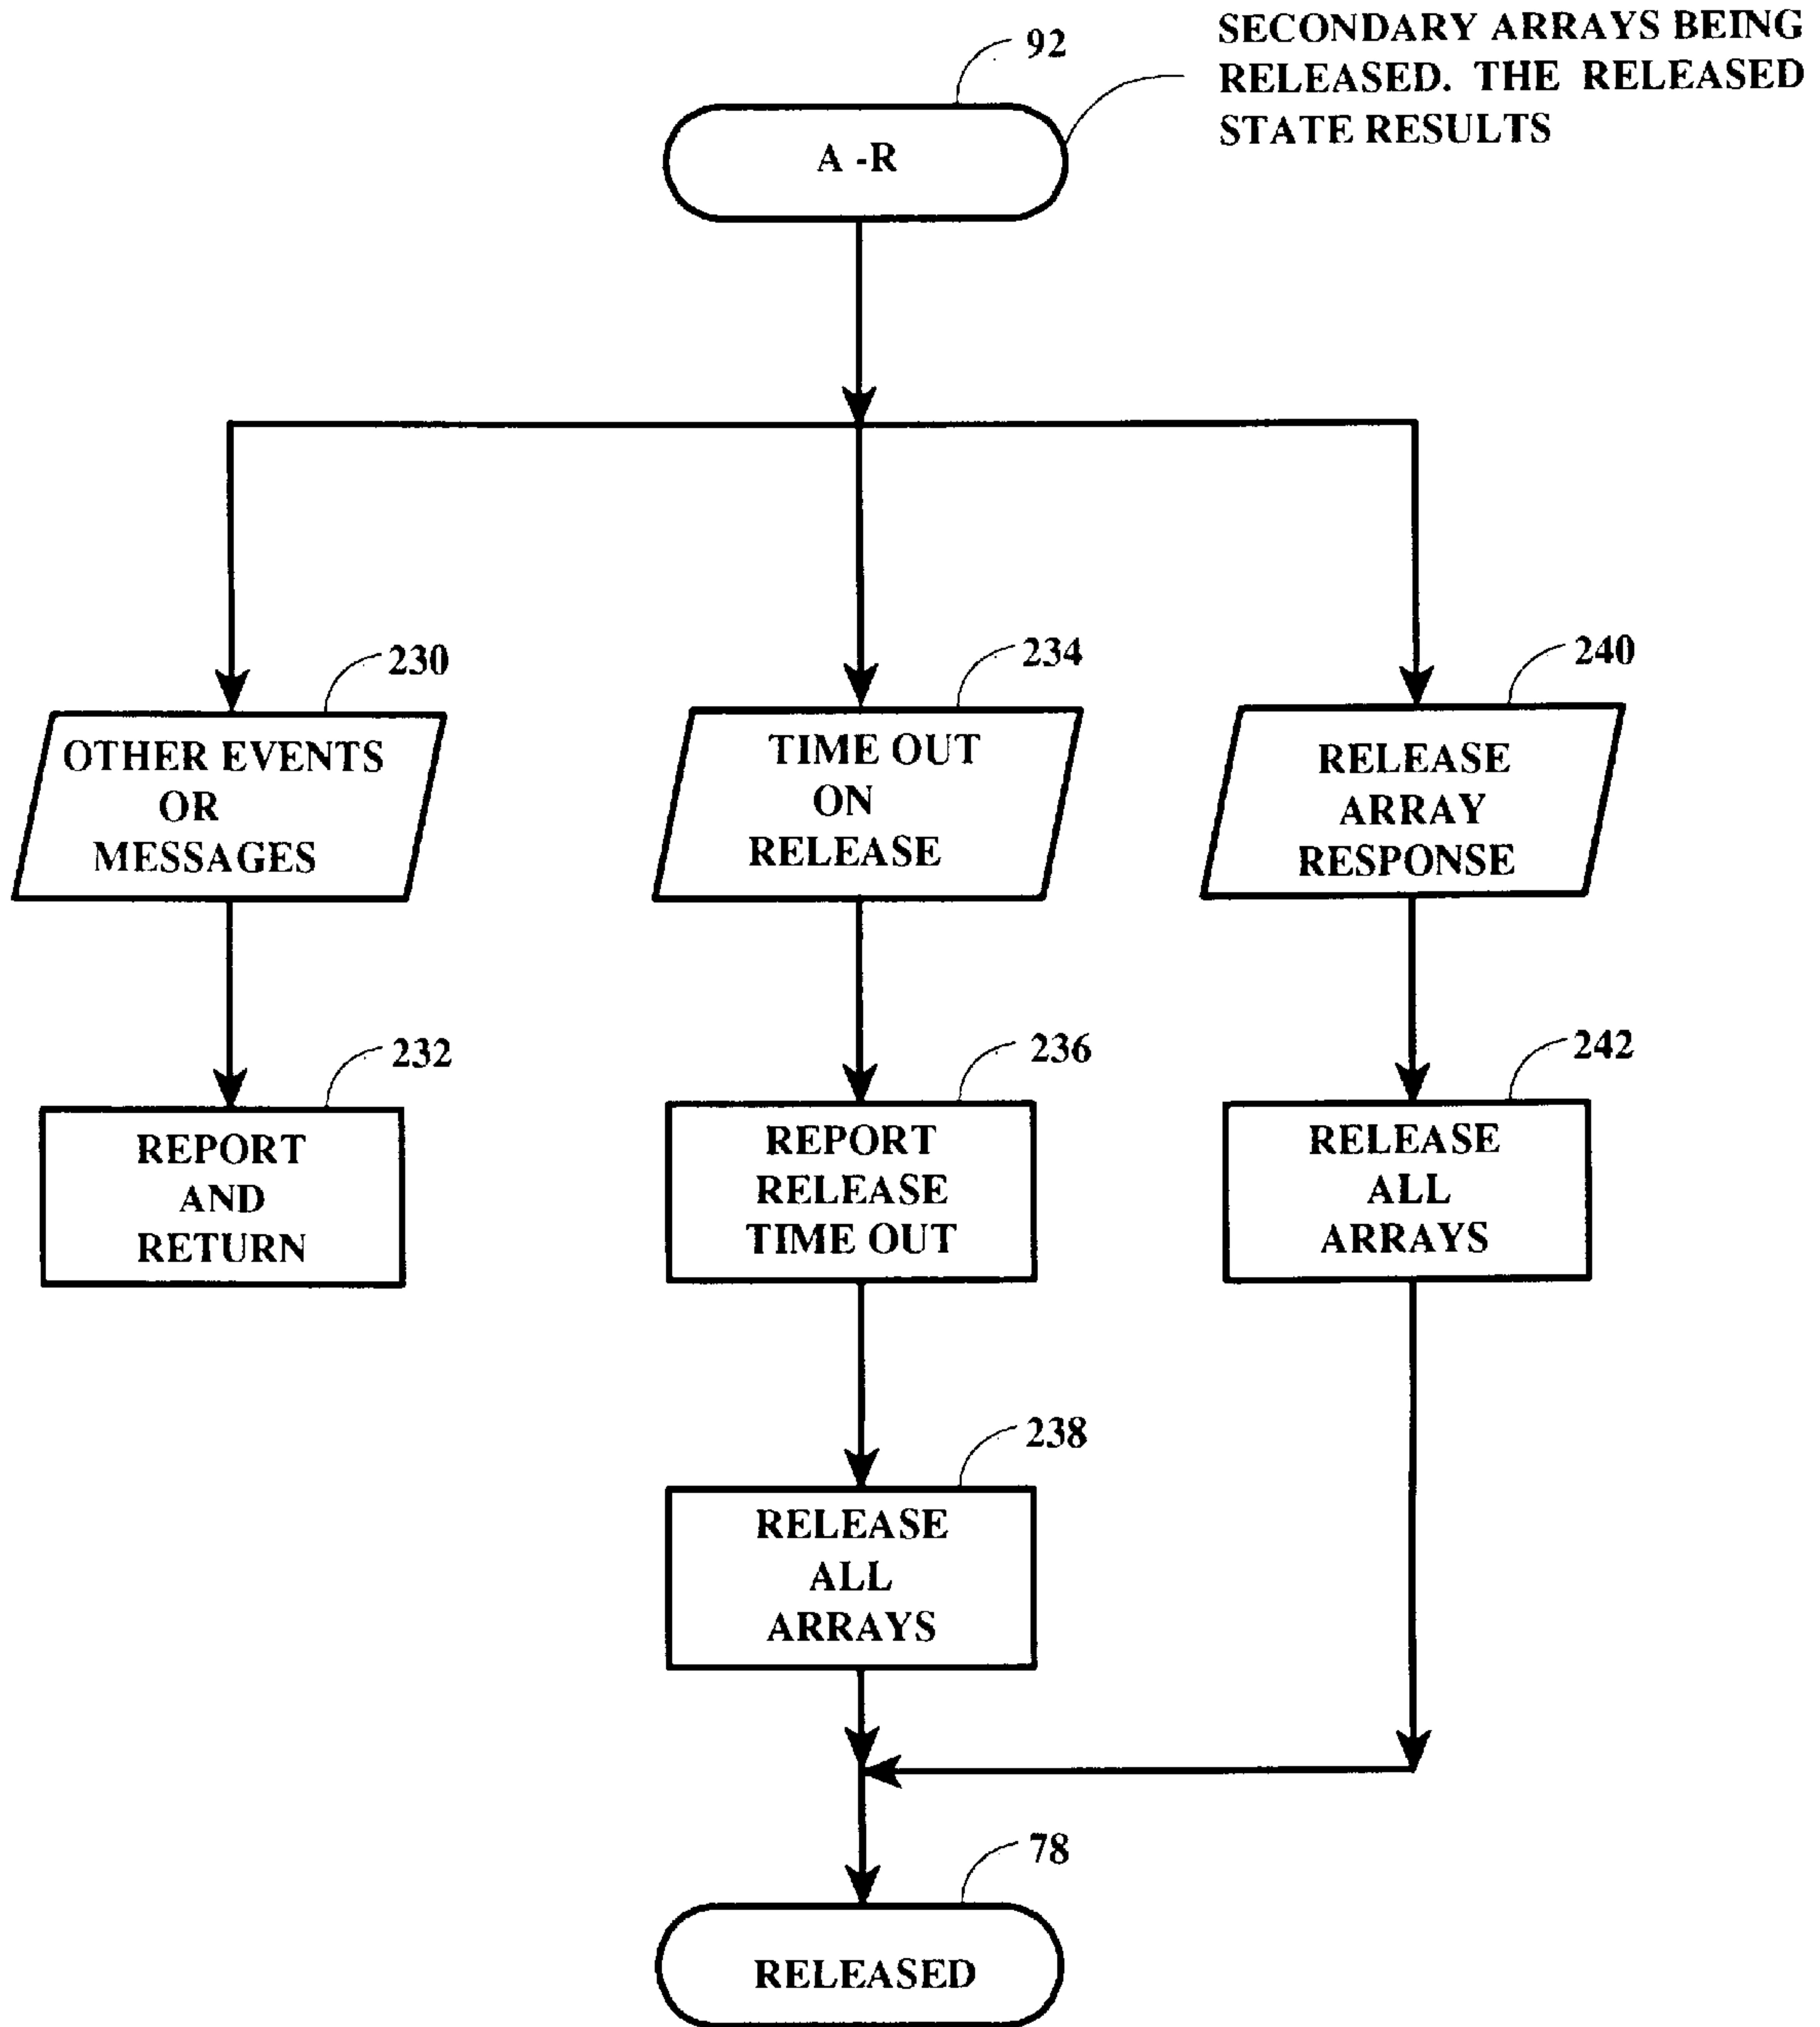 92
SECONDARY ARRAYS BEING
RELEASED. THE RELEASED
STATE RESULTS
A -R
230
OTHER EVENTS
OR
MESSAGES
234
TIME OUT
ON
RELEASE
240
RELEASE
ARRAY
RESPONSE
232
REPORT
AND
RETURN
236
REPORT
RELEASE
TIME OUT
242
RELEASE
ALL
ARRAYS
238
RELEASE
ALL
ARRAYS
78
RELEASED